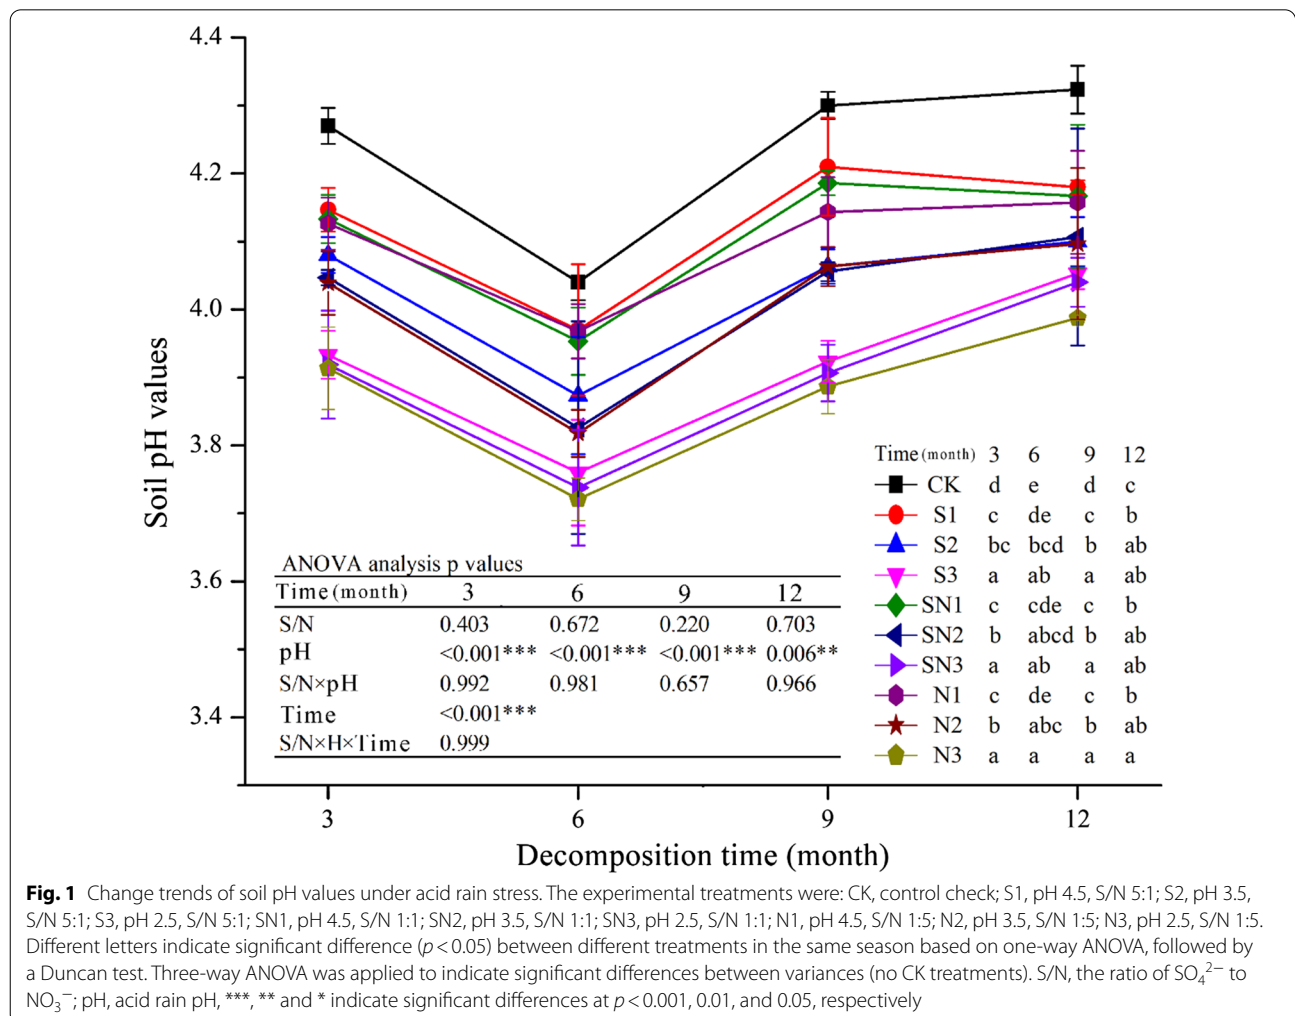 4.4
4.2
4.0
3.8
3.6
3.4
Soil pH values
3 6 9 12
Decomposition time (month)
Time (month) 3 6 9 12
CK d e d c
S1 c de c b
S2 bc bcd b ab
S3 a ab a ab
SN1 c cde c b
SN2 b abcd b ab
SN3 a ab a ab
N1 c de c b
N2 b abc b ab
N3 a a a a
ANOVA analysis p values
Time (month) 3 6 9 12
S/N 0.403 0.672 0.220 0.703
pH <0.001*** <0.001*** <0.001*** 0.006**
S/N×pH 0.992 0.981 0.657 0.966
Time <0.001***
S/N×H×Time 0.999
Fig. 1 Change trends of soil pH values under acid rain stress. The experimental treatments were: CK, control check; S1, pH 4.5, S/N 5:1; S2, pH 3.5,
S/N 5:1; S3, pH 2.5, S/N 5:1; SN1, pH 4.5, S/N 1:1; SN2, pH 3.5, S/N 1:1; SN3, pH 2.5, S/N 1:1; N1, pH 4.5, S/N 1:5; N2, pH 3.5, S/N 1:5; N3, pH 2.5, S/N 1:5.
Different letters indicate significant difference (p < 0.05) between different treatments in the same season based on one-way ANOVA, followed by
a Duncan test. Three-way ANOVA was applied to indicate significant differences between variances (no CK treatments). S/N, the ratio of SO₄²⁻ to
NO₃⁻; pH, acid rain pH, ***, ** and * indicate significant differences at p < 0.001, 0.01, and 0.05, respectively